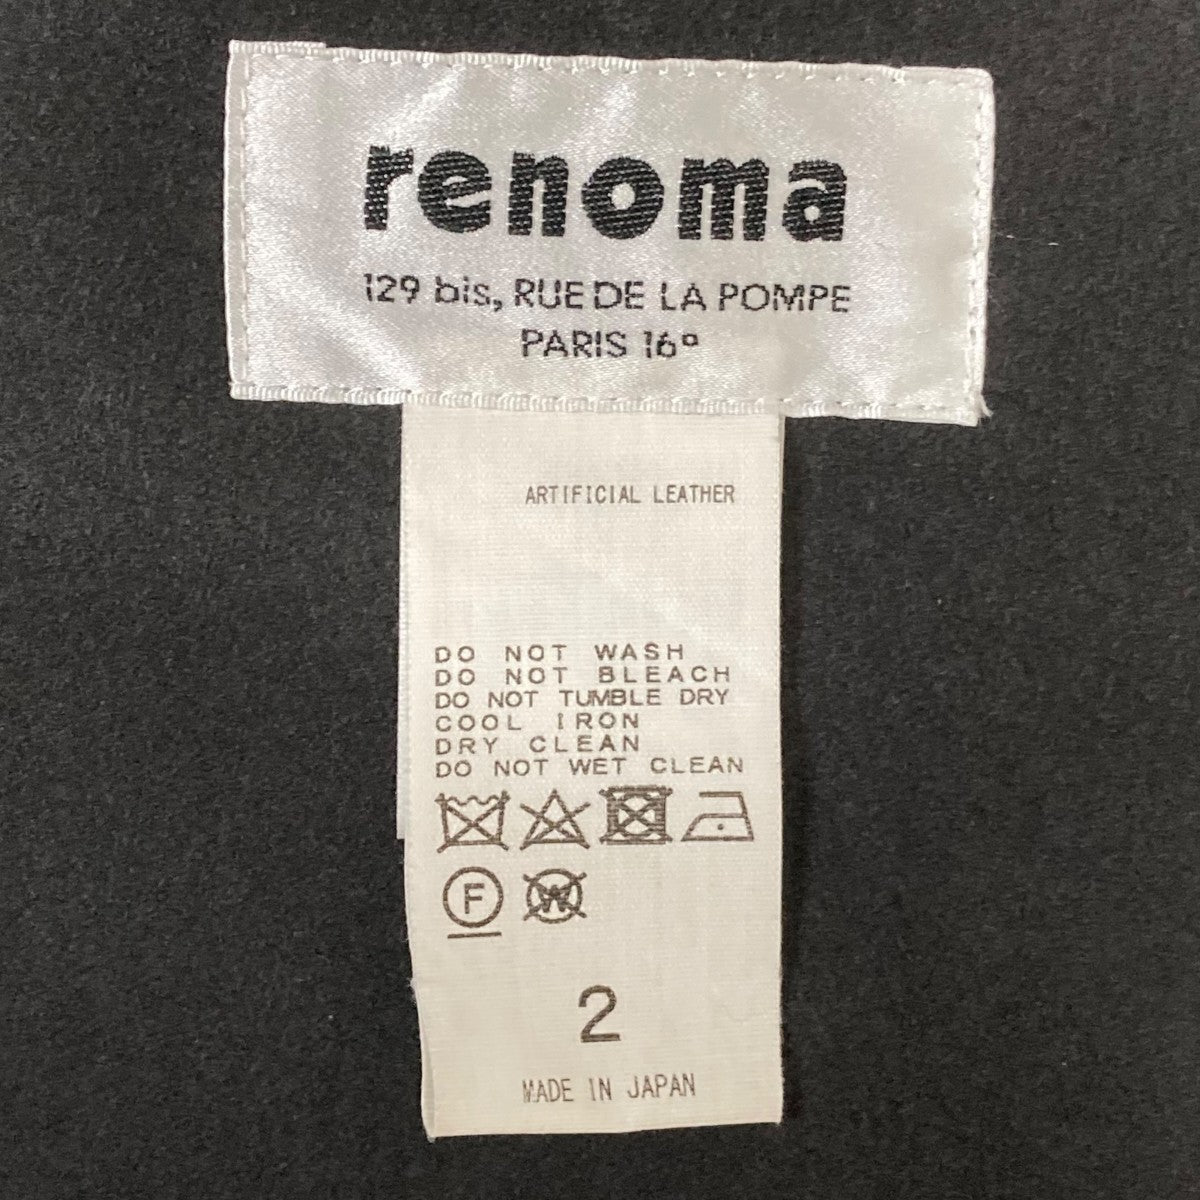 renoma
129 bis, RUE DE LA POMPE
PARIS 16º
ARTIFICIAL LEATHER
DO NOT WASH
DO NOT BLEACH
DO NOT TUMBLE DRY
COOL IRON
DRY CLEAN
DO NOT WET CLEAN
F W
2
MADE IN JAPAN